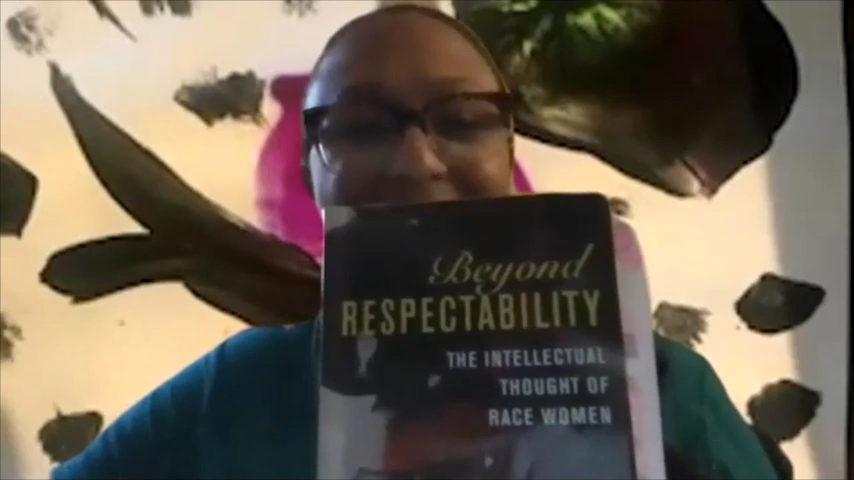 Beyond
RESPECTABILITY
THE INTELLECTUAL
THOUGHT OF
RACE WOMEN